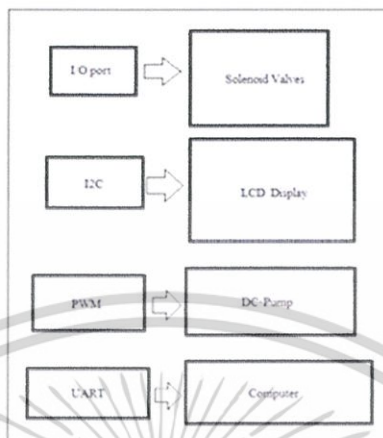 I/O port
Solenoid Valves
I2C
LCD Display
PWM
DC-Pump
UART
Computer